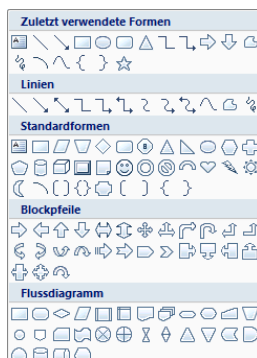 Zuletzt verwendete Formen
Linien
Standardformen
Blockpfeile
Flussdiagramm